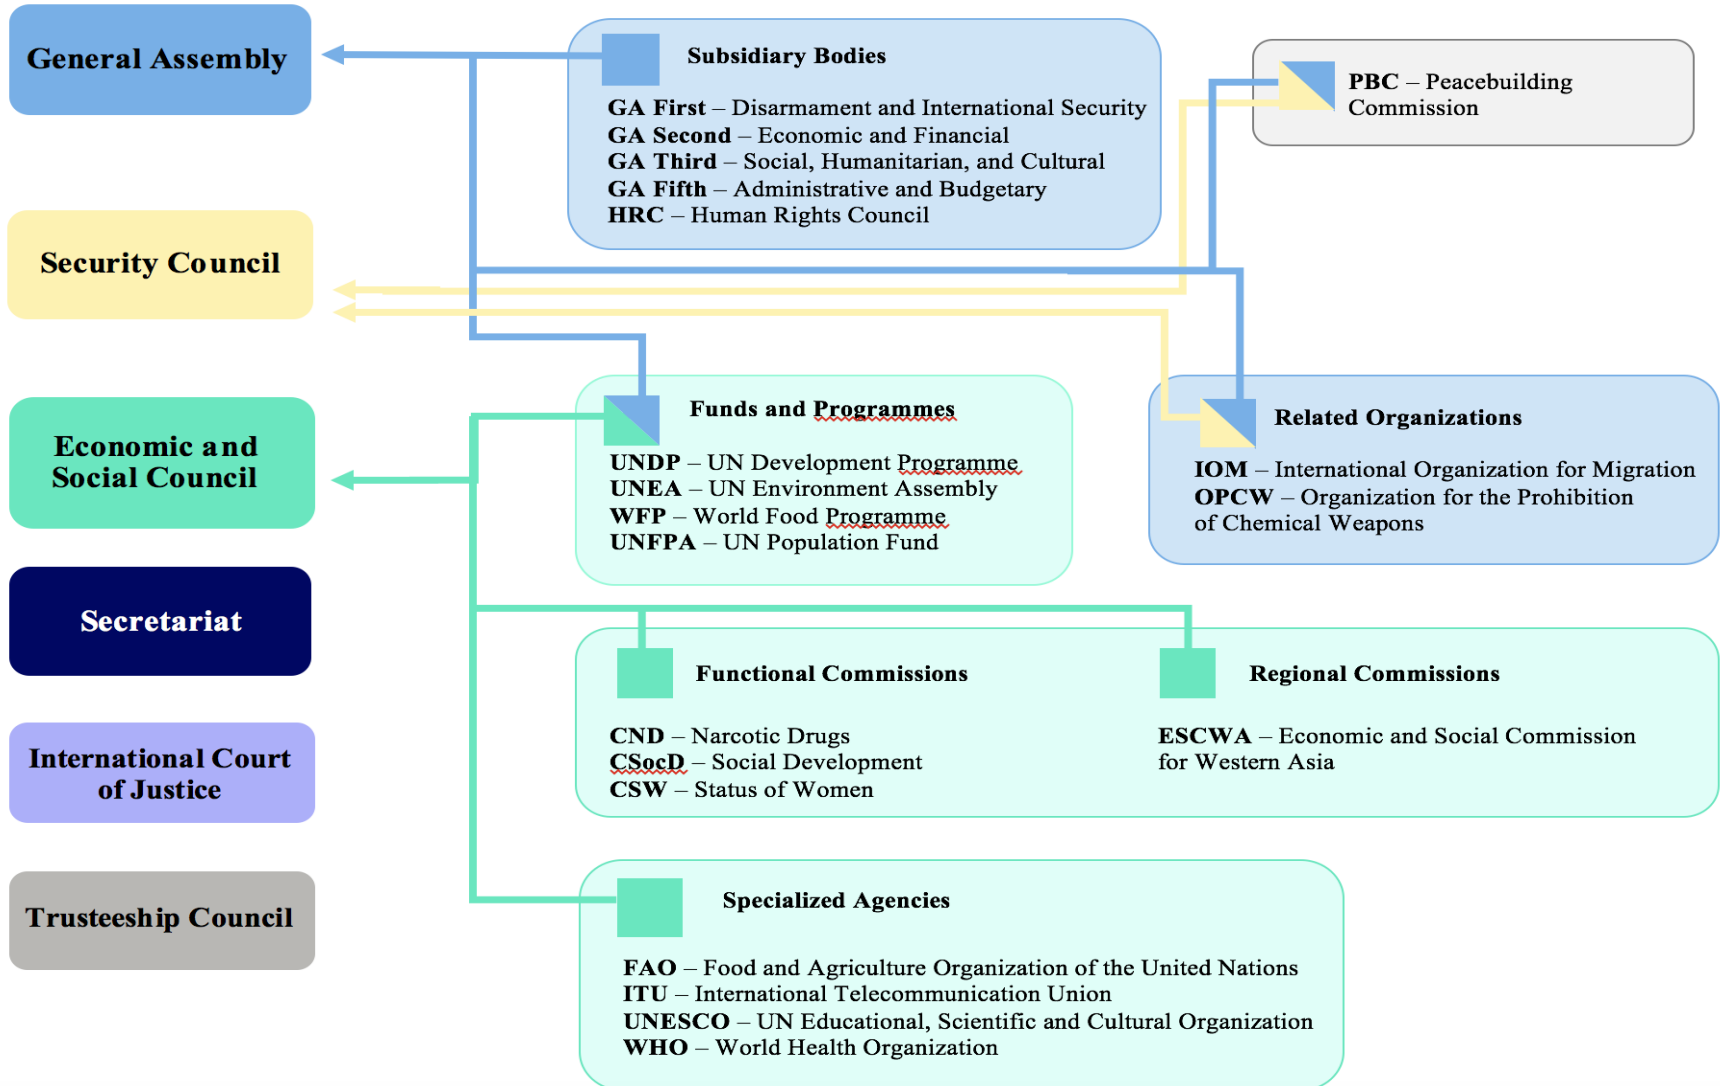 General Assembly
Security Council
Economic and
Social Council
Secretariat
International Court
of Justice
Trusteeship Council
Subsidiary Bodies
GA First – Disarmament and International Security
GA Second – Economic and Financial
GA Third – Social, Humanitarian, and Cultural
GA Fifth – Administrative and Budgetary
HRC – Human Rights Council
PBC – Peacebuilding
Commission
Funds and Programmes
UNDP – UN Development Programme
UNEA – UN Environment Assembly
WFP – World Food Programme
UNFPA – UN Population Fund
Related Organizations
IOM – International Organization for Migration
OPCW – Organization for the Prohibition
of Chemical Weapons
Functional Commissions
CND – Narcotic Drugs
CSocD – Social Development
CSW – Status of Women
Regional Commissions
ESCWA – Economic and Social Commission
for Western Asia
Specialized Agencies
FAO – Food and Agriculture Organization of the United Nations
ITU – International Telecommunication Union
UNESCO – UN Educational, Scientific and Cultural Organization
WHO – World Health Organization